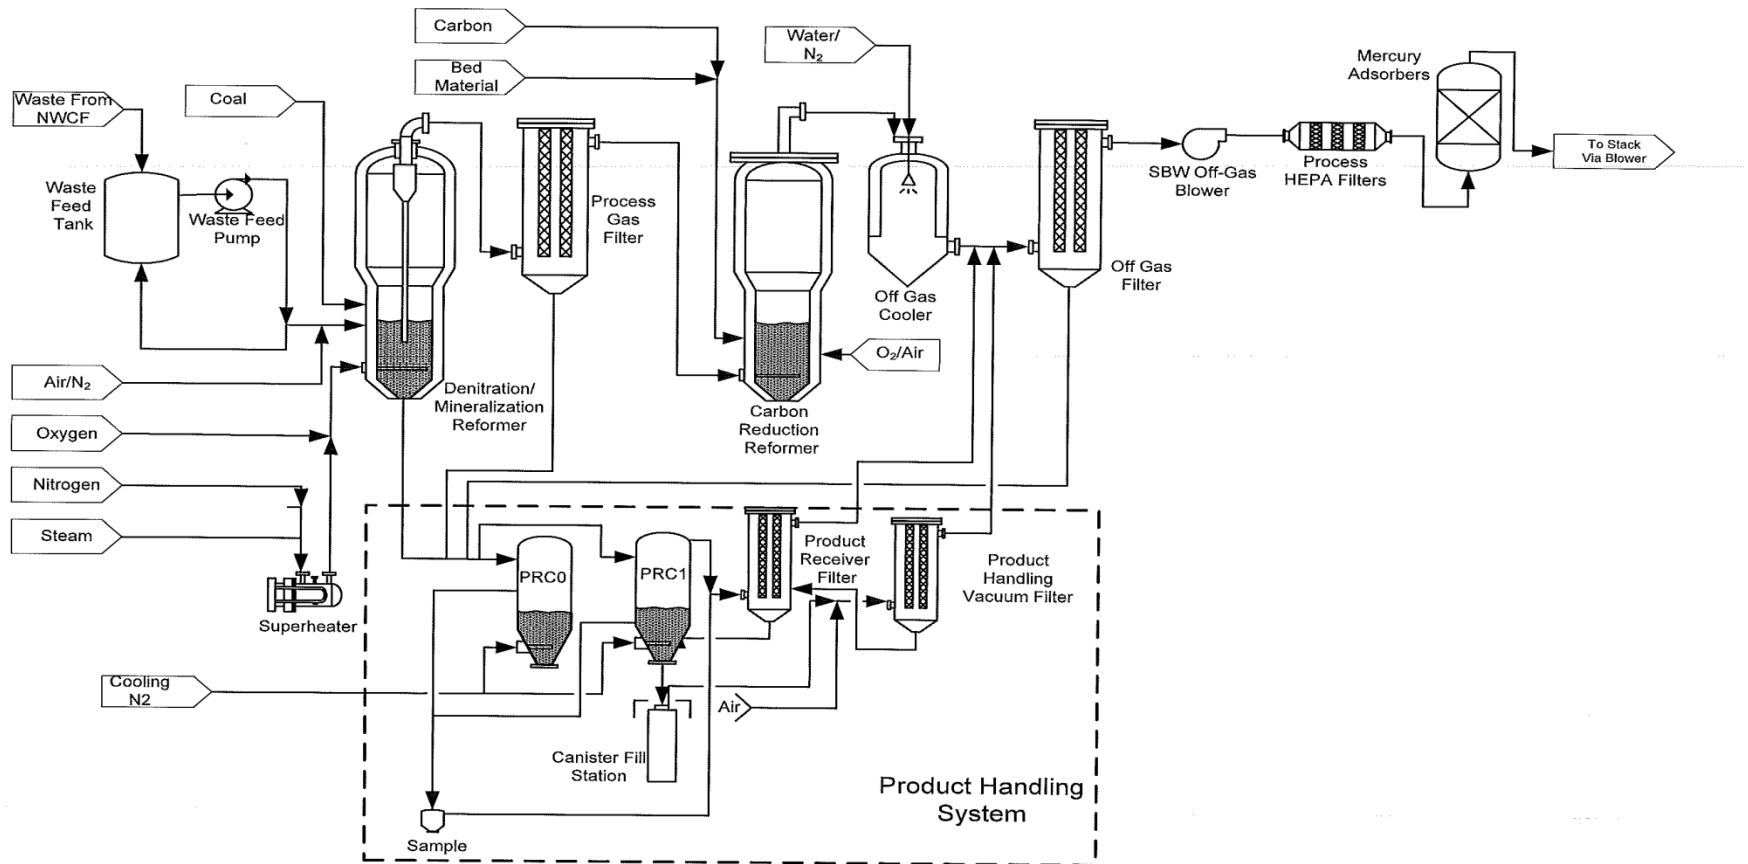 Carbon
Bed
Material
Water/
N₂
Mercury
Adsorbers
Waste From
NWCF
Coal
Waste
Feed
Tank
Waste Feed
Pump
Process
Gas
Filter
Off Gas
Cooler
Off Gas
Filter
SBW Off-Gas
Blower
Process
HEPA Filters
To Stack
Via Blower
O₂/Air
Air/N₂
Denitration/
Mineralization
Reformer
Carbon
Reduction
Reformer
Oxygen
Nitrogen
Steam
Superheater
PRC0
PRC1
Product
Receiver
Filter
Product
Handling
Vacuum Filter
Cooling
N2
Air
Canister Fill
Station
Sample
Product Handling
System